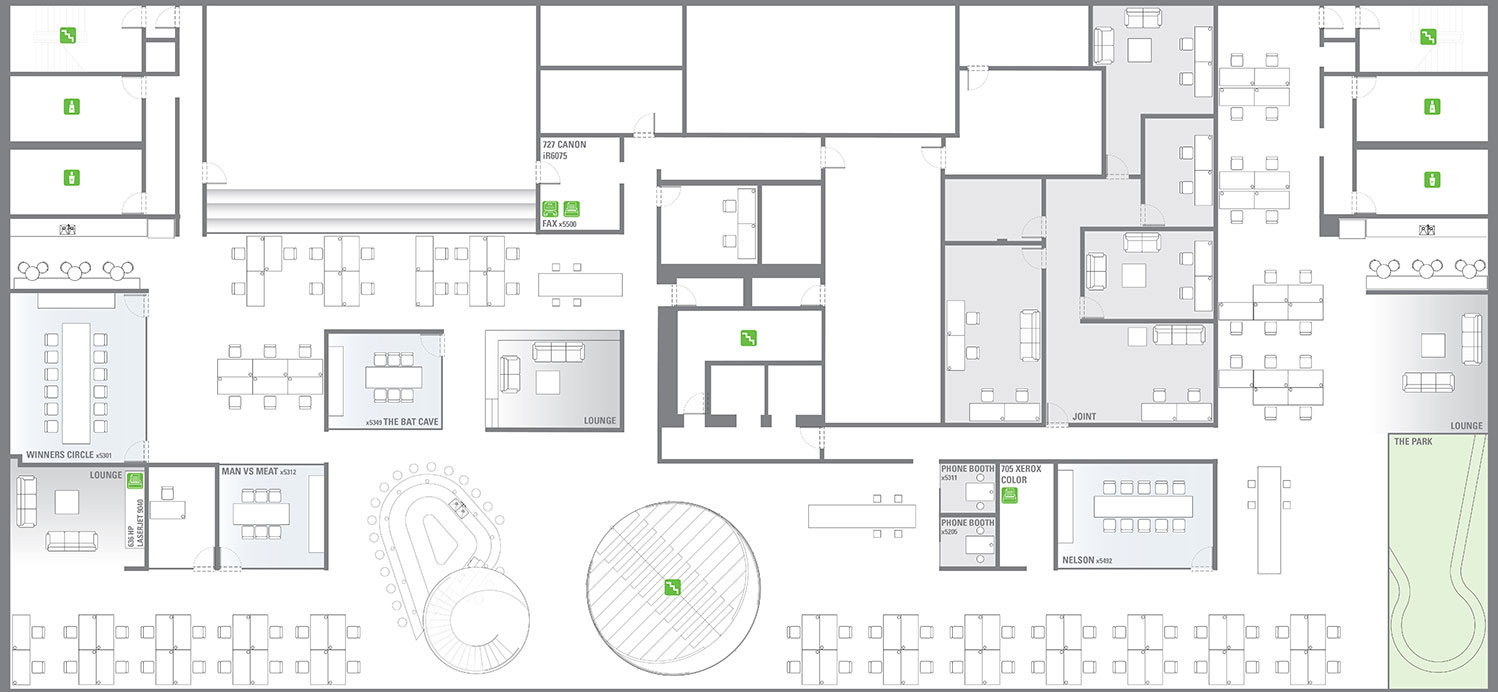 727 CANON
iR6075
FAX x5500
WINNERS CIRCLE x5301
x5349 THE BAT CAVE
LOUNGE
JOINT
LOUNGE
THE PARK
LOUNGE
636 HP
LASERJET 9040
MAN VS MEAT x5312
PHONE BOOTH
x5311
705 XEROX
COLOR
PHONE BOOTH
x5205
NELSON x5492